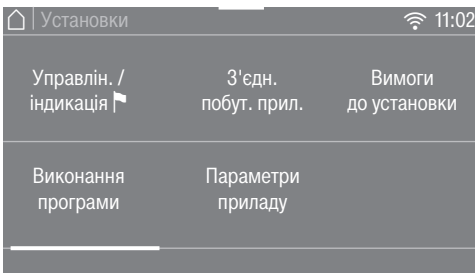 Установки
11:02
Управлін. /
індикація
З'єдн.
побут. прил.
Вимоги
до установки
Виконання
програми
Параметри
приладу